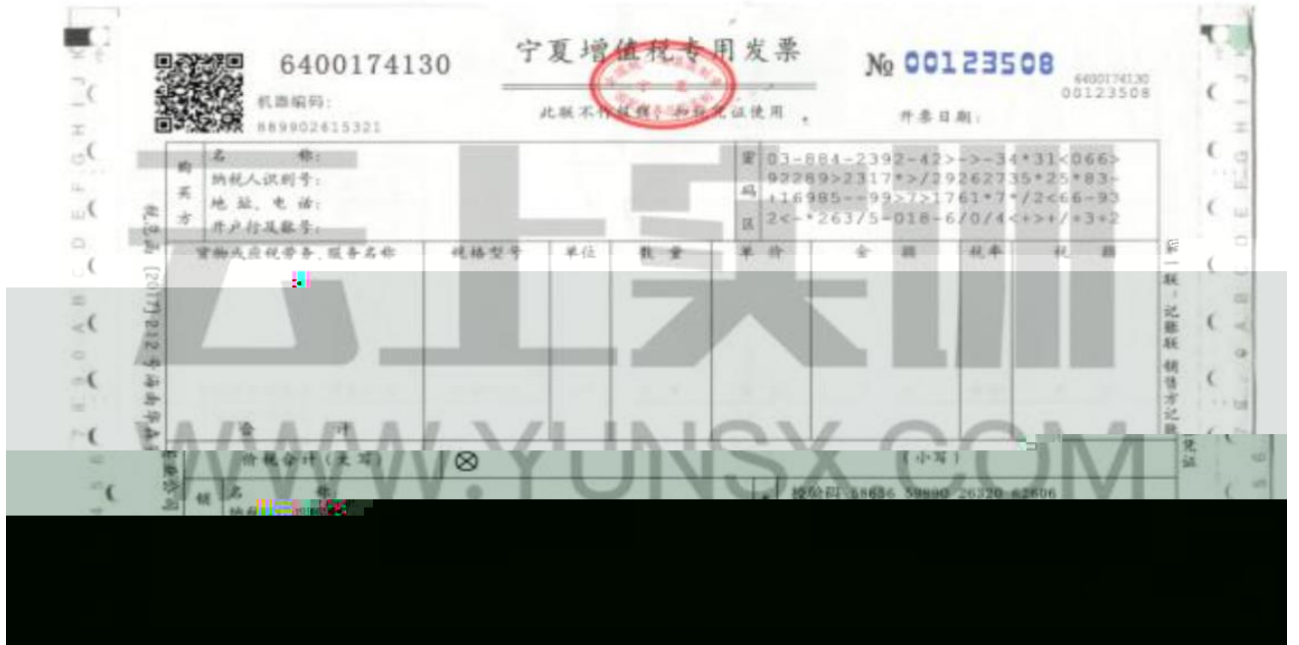 宁夏增值税专用发票
6400174130
№ 00123508
6400174130
00123508
机器编码:
889902615321
此联不作报销、扣税凭证使用
开票日期:
购买方
名 称:
纳税人识别号:
地址、电话:
开户行及账号:
密码区
03-884-2392-42>->-34*31<066>
92289>2317*>/29262735*25*83-
+16985--99>7>1761*7*/2<66-93
2<-*263/5-018-6/0/4<+>+/+3+2
货物或应税劳务、服务名称 规格型号 单位 数量 单价 金额 税率 税额
合 计
价税合计(大写) ⊗ (小写)
销 名 称
校验码 58656 59890 26320 62606
第一联:记账联 销售方记账凭证
云上实训
WWW.YUNSX.COM